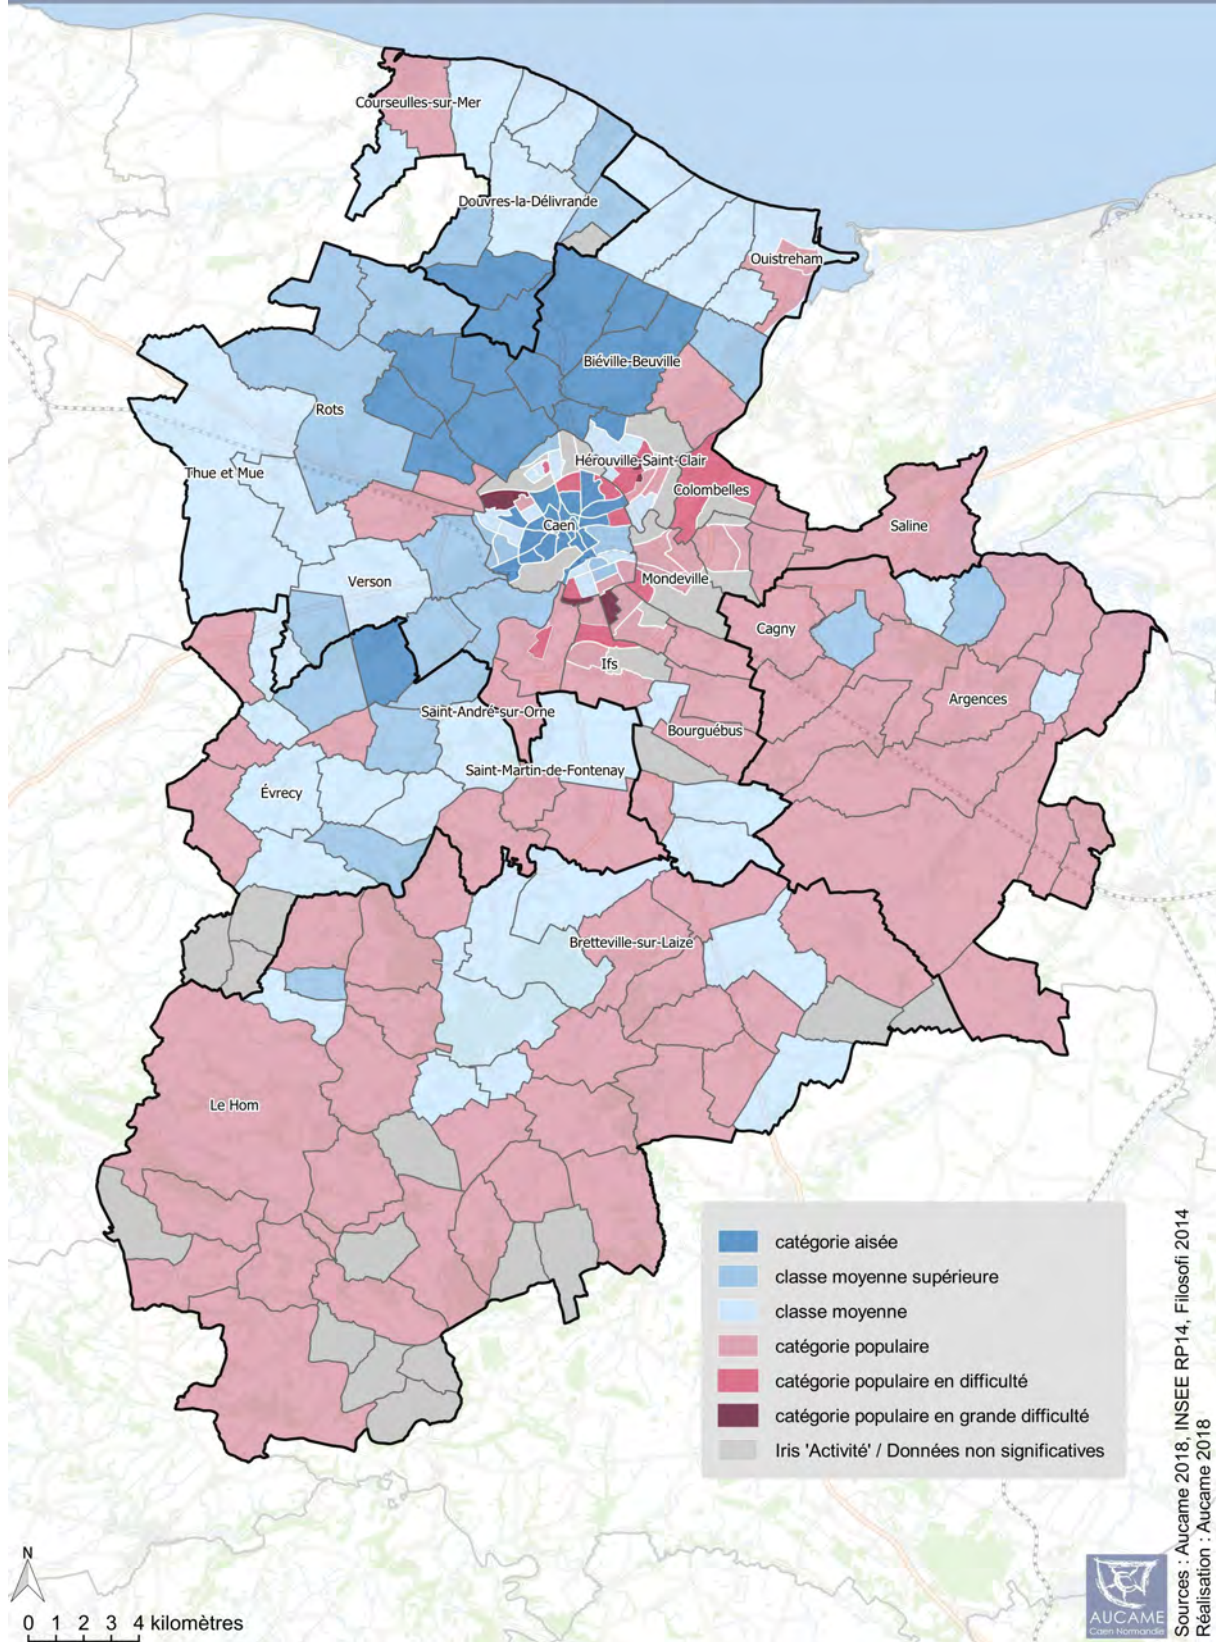 Courseulles-sur-Mer
Douvres-la-Délivrande
Ouistreham
Biéville-Beuville
Rots
Hérouville-Saint-Clair
Thue et Mue
Colombelles
Caen
Saline
Verson
Mondeville
Cagny
Ifs
Argences
Saint-André-sur-Orne
Bourguébus
Saint-Martin-de-Fontenay
Évrecy
Bretteville-sur-Laize
Le Hom
catégorie aisée
classe moyenne supérieure
classe moyenne
catégorie populaire
catégorie populaire en difficulté
catégorie populaire en grande difficulté
Iris 'Activité' / Données non significatives
N
0 1 2 3 4 kilomètres
AUCAME
Caen Normandie
Sources : Aucame 2018, INSEE RP14, Filosofi 2014
Réalisation : Aucame 2018